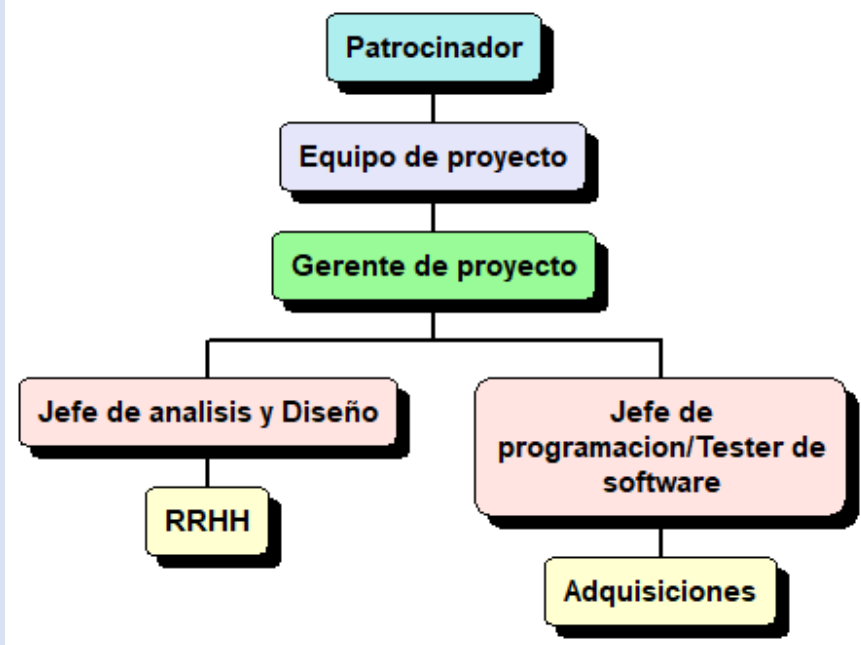 Patrocinador
Equipo de proyecto
Gerente de proyecto
Jefe de analisis y Diseño
Jefe de
programacion/Tester de
software
RRHH
Adquisiciones